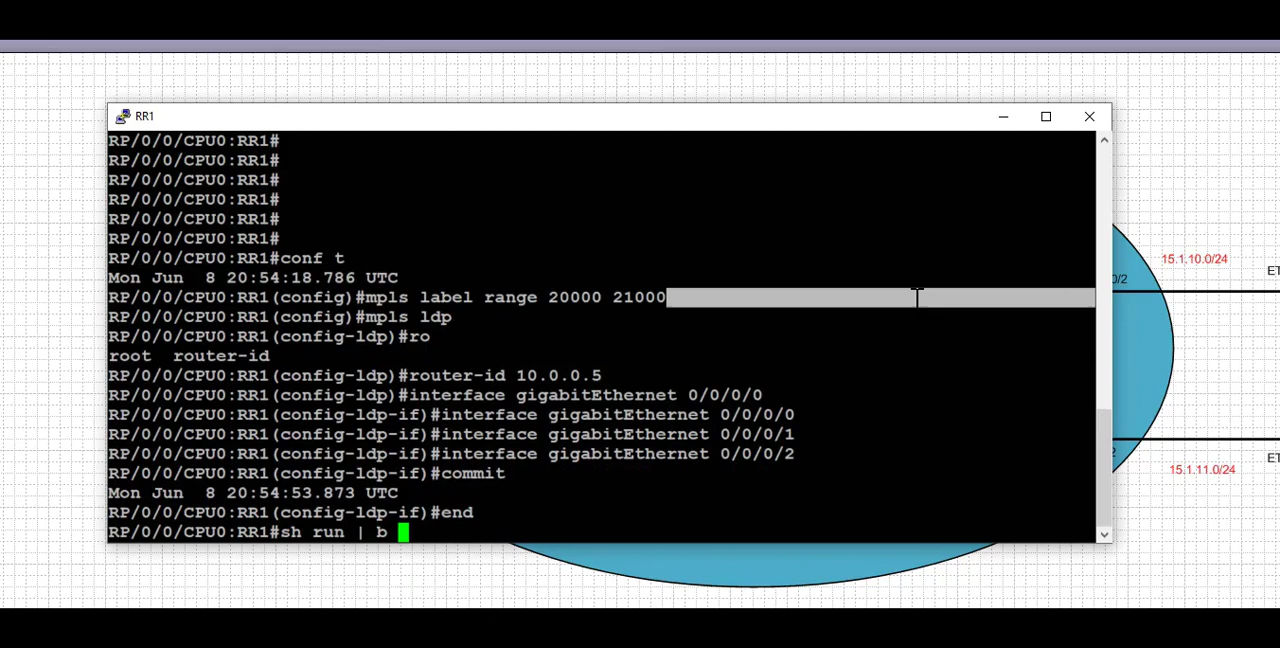 RR1
RP/0/0/CPU0:RR1#
RP/0/0/CPU0:RR1#
RP/0/0/CPU0:RR1#
RP/0/0/CPU0:RR1#
RP/0/0/CPU0:RR1#
RP/0/0/CPU0:RR1#
RP/0/0/CPU0:RR1#conf t
Mon Jun  8 20:54:18.786 UTC
RP/0/0/CPU0:RR1(config)#mpls label range 20000 21000
RP/0/0/CPU0:RR1(config)#mpls ldp
RP/0/0/CPU0:RR1(config-ldp)#ro
root  router-id
RP/0/0/CPU0:RR1(config-ldp)#router-id 10.0.0.5
RP/0/0/CPU0:RR1(config-ldp)#interface gigabitEthernet 0/0/0/0
RP/0/0/CPU0:RR1(config-ldp-if)#interface gigabitEthernet 0/0/0/0
RP/0/0/CPU0:RR1(config-ldp-if)#interface gigabitEthernet 0/0/0/1
RP/0/0/CPU0:RR1(config-ldp-if)#interface gigabitEthernet 0/0/0/2
RP/0/0/CPU0:RR1(config-ldp-if)#commit
Mon Jun  8 20:54:53.873 UTC
RP/0/0/CPU0:RR1(config-ldp-if)#end
RP/0/0/CPU0:RR1#sh run | b
15.1.10.0/24
0/2
ET
15.1.11.0/24
2
ET